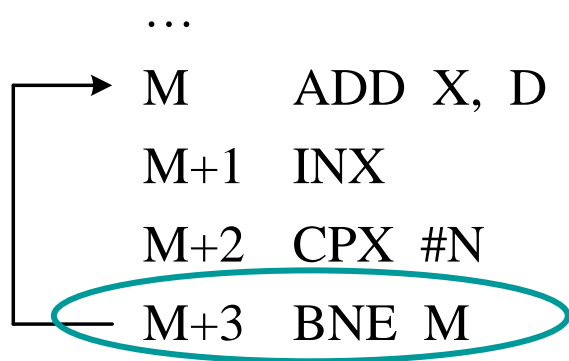 …
M ADD X, D
M+1 INX
M+2 CPX #N
M+3 BNE M